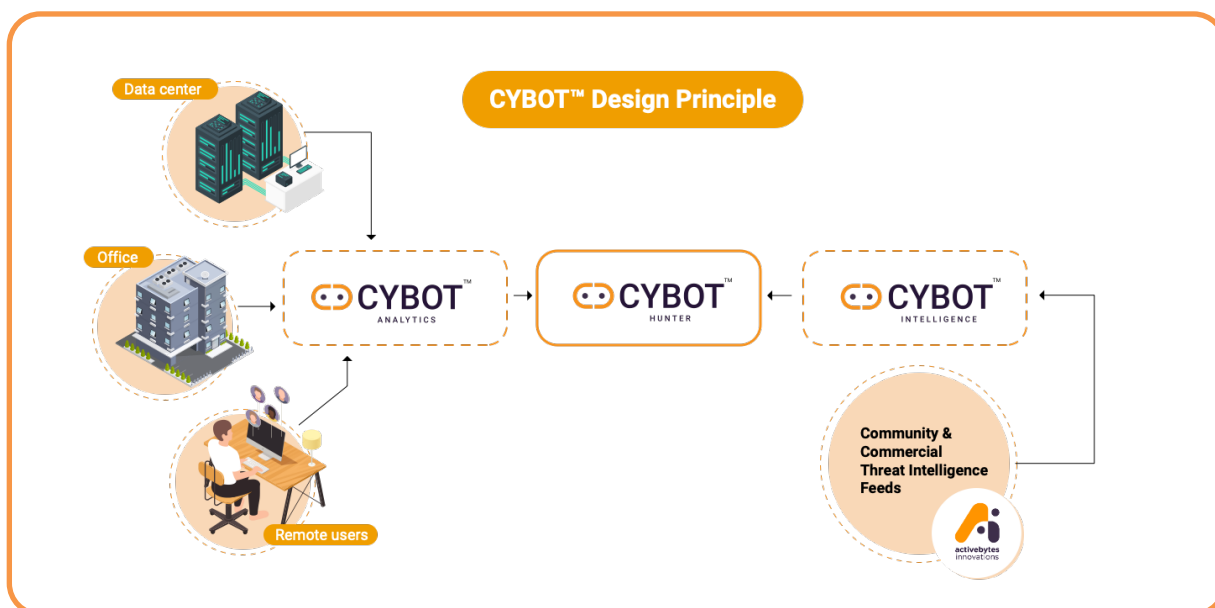 Data center
CYBOT™ Design Principle
Office
CYBOT™
ANALYTICS
CYBOT™
HUNTER
CYBOT™
INTELLIGENCE
Community &
Commercial
Threat Intelligence
Feeds
activebytes
innovations
Remote users